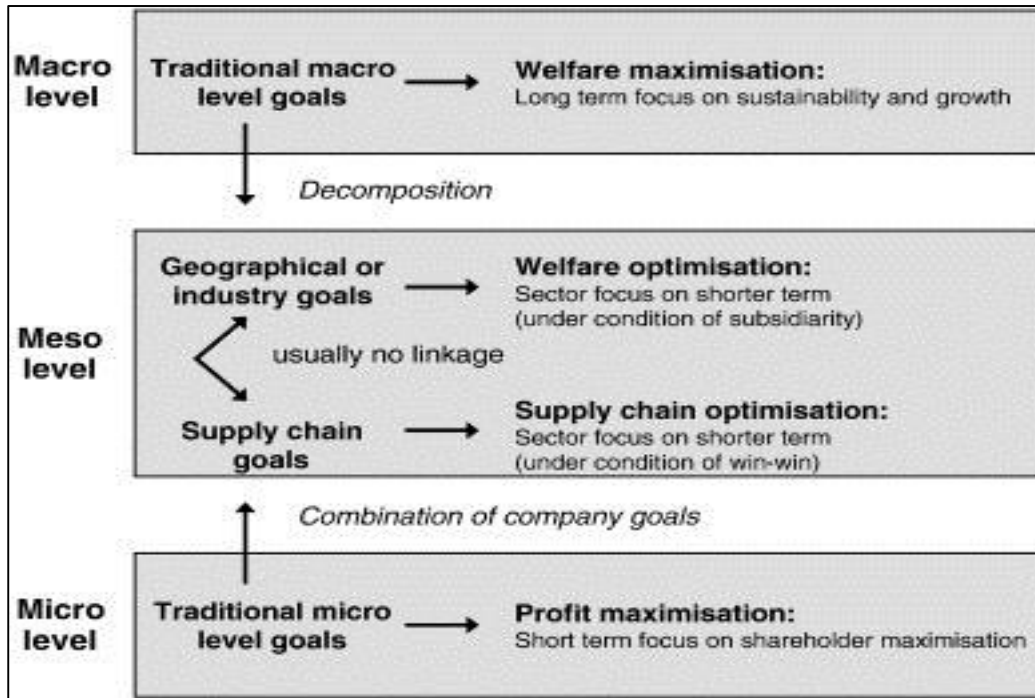 Macro
level
Traditional macro
level goals
Welfare maximisation:
Long term focus on sustainability and growth
Decomposition
Meso
level
Geographical or
industry goals
Welfare optimisation:
Sector focus on shorter term
(under condition of subsidiarity)
usually no linkage
Supply chain
goals
Supply chain optimisation:
Sector focus on shorter term
(under condition of win-win)
Combination of company goals
Micro
level
Traditional micro
level goals
Profit maximisation:
Short term focus on shareholder maximisation